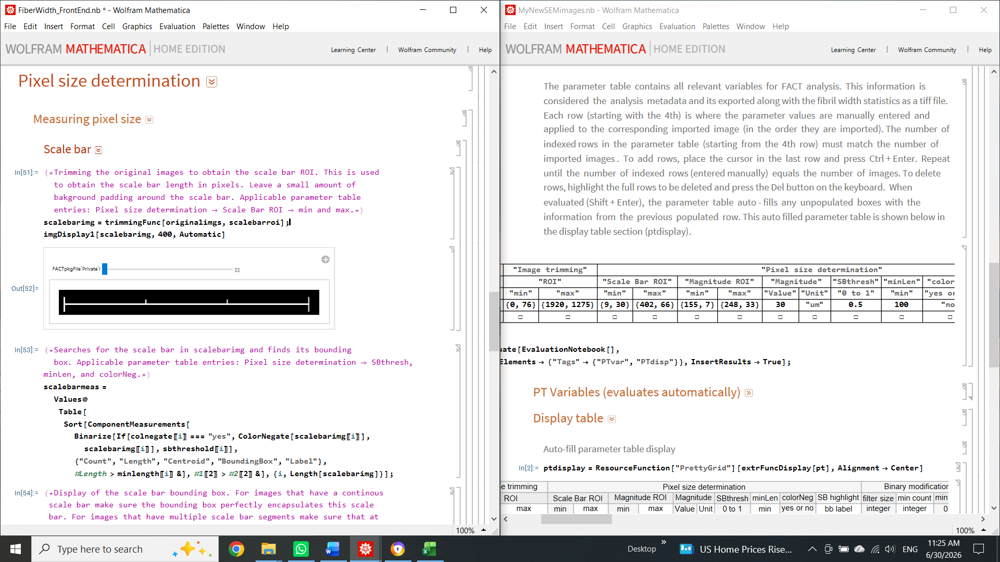 FiberWidth_FrontEnd.nb * - Wolfram Mathematica
File Edit Insert Format Cell Graphics Evaluation Palettes Window Help
WOLFRAM MATHEMATICA HOME EDITION
Learning Center | Wolfram Community | Help
Pixel size determination
Measuring pixel size
Scale bar
In[51]:= (*Trimming the original images to obtain the scale bar ROI. This is used
to obtain the scale bar length in pixels. Leave a small amount of
bakground padding around the scale bar. Applicable parameter table
entries: Pixel size determination → Scale Bar ROI → min and max.*)
scalebarimg = trimmingFunc[originalimgs, scalebarroi];
imgDisplay1[scalebarimg, 400, Automatic]
FACTpkgFile`Private`i
Out[52]=
In[53]:= (*Searches for the scale bar in scalebarimg and finds its bounding
box. Applicable parameter table entries: Pixel size determination → SBthresh,
minLen, and colorNeg.*)
scalebarmeas =
Values@
Table[
Sort[ComponentMeasurements[
Binarize[If[colnegate〚i〛 === "yes", ColorNegate[scalebarimg〚i〛],
scalebarimg〚i〛], sbthreshold〚i〛],
{"Count", "Length", "Centroid", "BoundingBox", "Label"},
#Length > minlength〚i〛 &], #1〚2〛 > #2〚2〛 &], {i, Length[scalebarimg]}];
In[54]:= (*Display of the scale bar bounding box. For images that have a continous
scale bar make sure the bounding box perfectly encapsulates this scale
bar. For images that have multiple scale bar segments make sure that at
100%
MyNewSEMimages.nb - Wolfram Mathematica
File Edit Insert Format Cell Graphics Evaluation Palettes Window Help
WOLFRAM MATHEMATICA HOME EDITION
Learning Center | Wolfram Community | Help
The parameter table contains all relevant variables for FACT analysis. This information is
considered the analysis metadata and its exported along with the fibril width statistics as a tiff file.
Each row (starting with the 4th) is where the parameter values are manually entered and
applied to the corresponding imported image (in the order they are imported). The number of
indexed rows in the parameter table (starting from the 4th row) must match the number of
imported images. To add rows, place the cursor in the last row and press Ctrl + Enter. Repeat
until the number of indexed rows (entered manually) equals the number of images. To delete
rows, highlight the full rows to be deleted and press the Del button on the keyboard. When
evaluated (Shift + Enter), the parameter table auto - fills any unpopulated boxes with the
information from the previous populated row. This auto filled parameter table is shown below in
the display table section (ptdisplay).
"Image trimming" "Pixel size determination"
"ROI" "Scale Bar ROI" "Magnitude ROI" "Magnitude" "SBthresh" "minLen" "color
"min" "max" "min" "max" "min" "max" "Value" "Unit" "0 to 1" "min" "yes or
{0, 76} {1920, 1275} {9, 30} {402, 66} {155, 7} {248, 33} 30 "um" 0.5 100 "no
□ □ □ □ □ □ □ □ □ □ □
uate[EvaluationNotebook[],
Elements → {"Tags" → {"PTvar", "PTdisp"}}, InsertResults → True];
PT Variables (evaluates automatically)
Display table
Auto-fill parameter table display
In[2]:= ptdisplay = ResourceFunction["PrettyGrid"][extrFuncDisplay[pt], Alignment → Center]
e trimming Pixel size determination Binary modification
ROI Scale Bar ROI Magnitude ROI Magnitude SBthresh minLen colorNeg SB highlight filter size min count min
max min max min max Value Unit 0 to 1 min yes or no bb label integer integer 0
100%
Type here to search
Desktop
US Home Prices Rise...
ENG
11:25 AM
6/30/2026